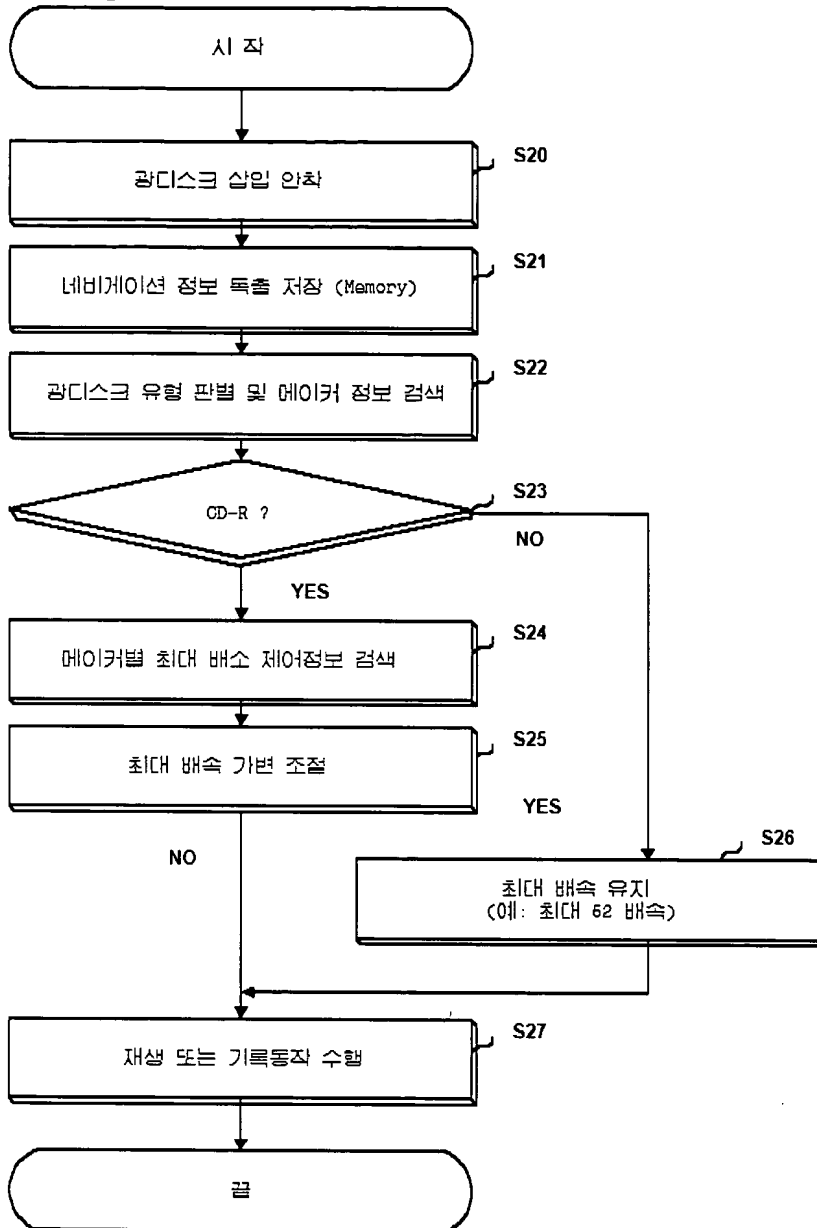 시 작
S20
광디스크 삽입 안착
S21
네비게이션 정보 독출 저장 (Memory)
S22
광디스크 유형 판별 및 메이커 정보 검색
S23
CD-R ?
NO
YES
S24
메이커별 최대 배소 제어정보 검색
S25
최대 배속 가변 조절
YES
NO
S26
최대 배속 유지
(예: 최대 52 배속)
S27
재생 또는 기록동작 수행
끝